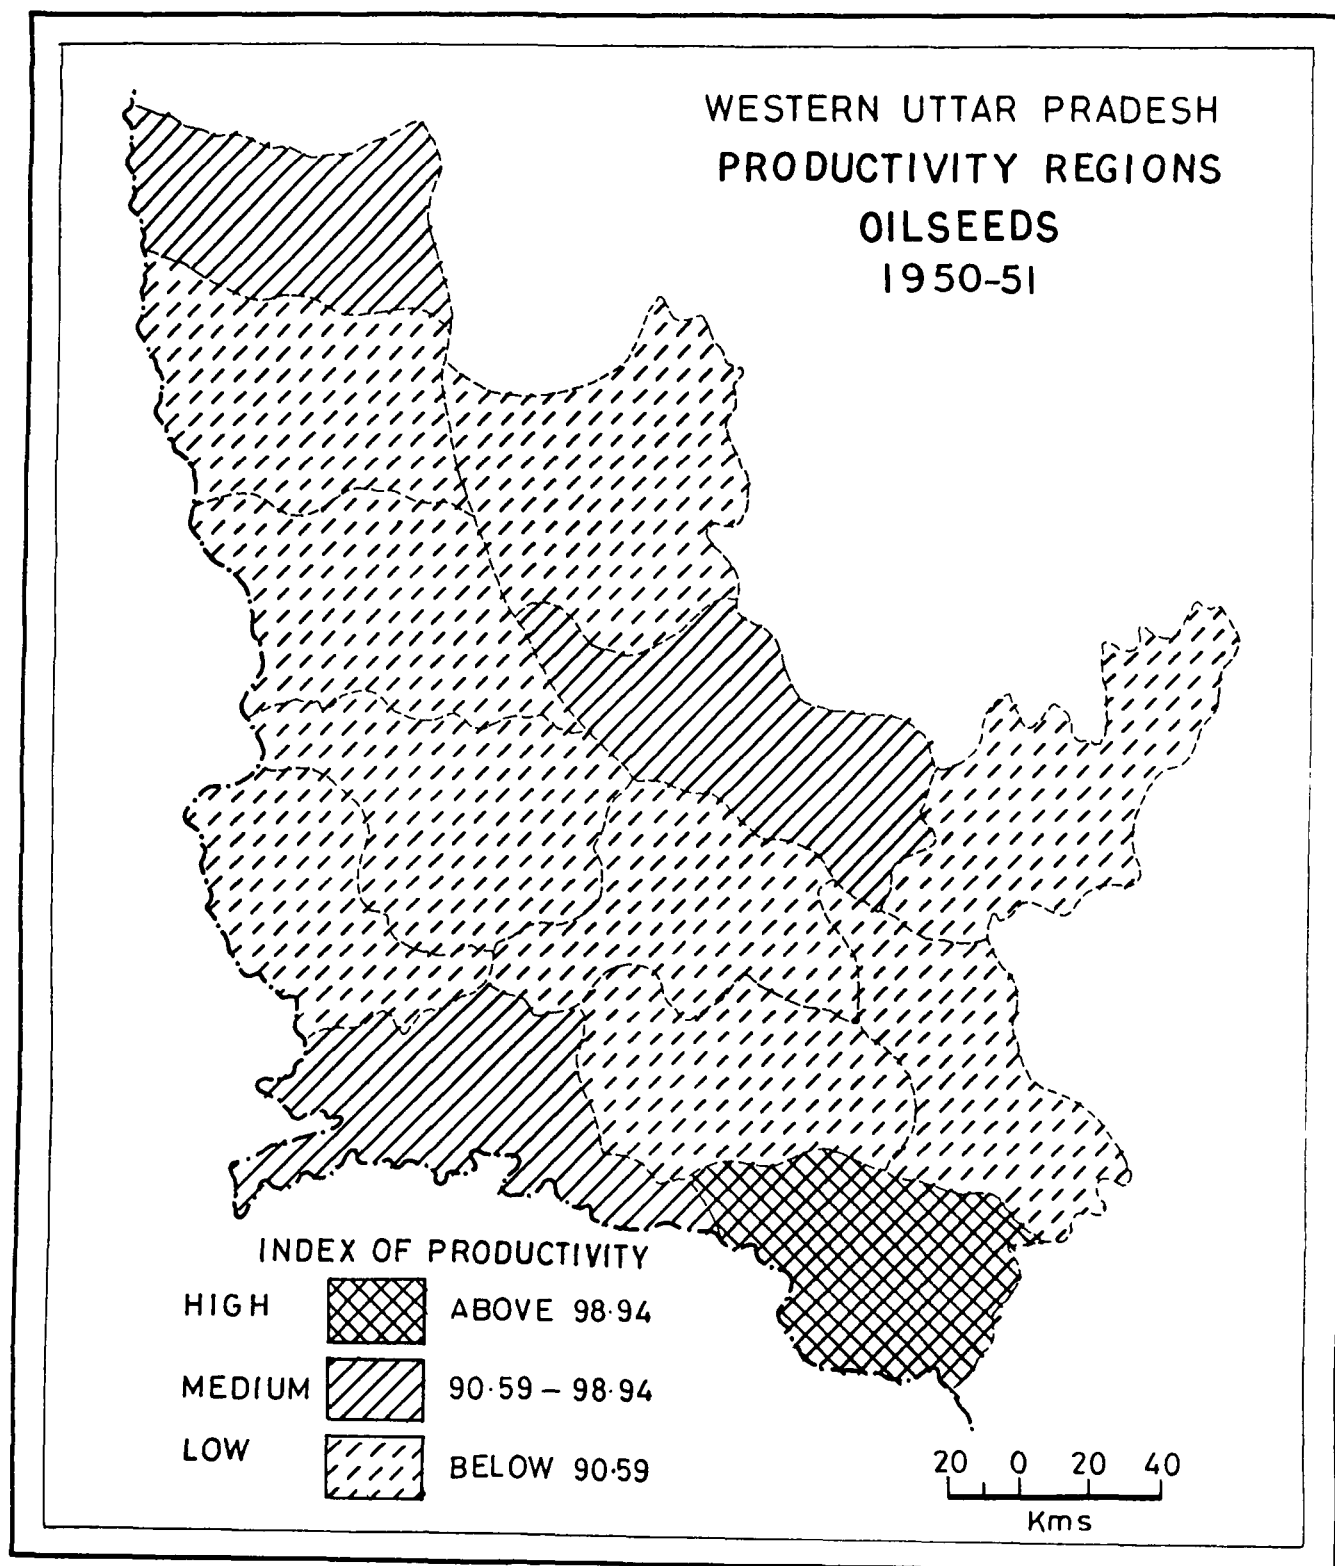 WESTERN UTTAR PRADESH
PRODUCTIVITY REGIONS
OILSEEDS
1950-51
INDEX OF PRODUCTIVITY
HIGH ABOVE 98·94
MEDIUM 90·59 – 98·94
LOW BELOW 90·59
20 0 20 40
Kms